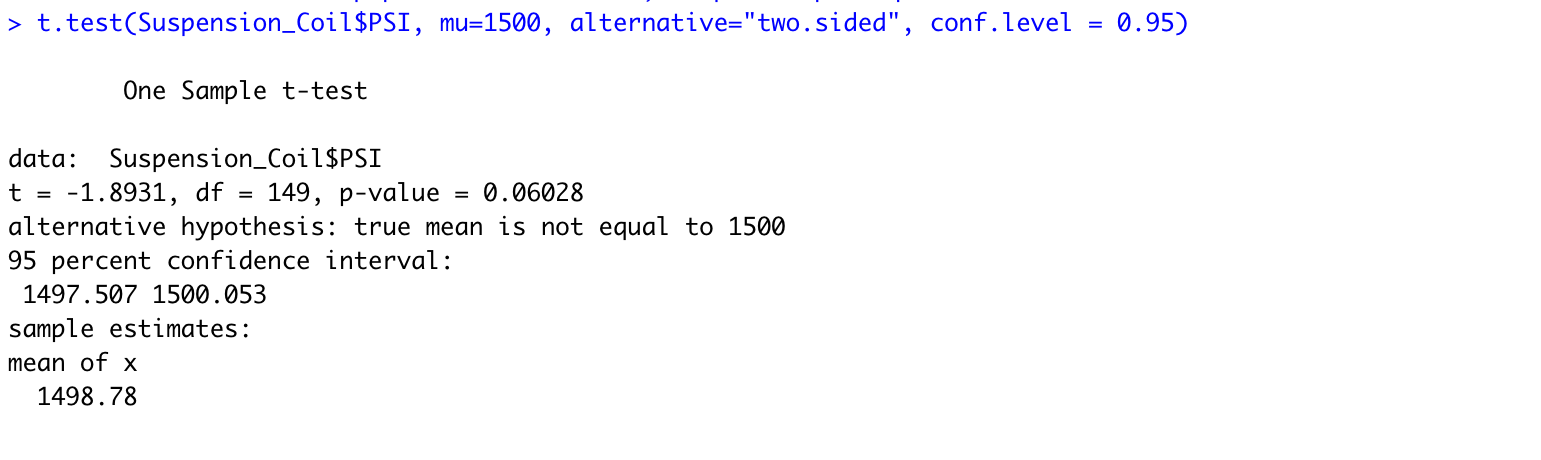 > t.test(Suspension_Coil$PSI, mu=1500, alternative="two.sided", conf.level = 0.95)
One Sample t-test
data:  Suspension_Coil$PSI
t = -1.8931, df = 149, p-value = 0.06028
alternative hypothesis: true mean is not equal to 1500
95 percent confidence interval:
1497.507 1500.053
sample estimates:
mean of x
1498.78